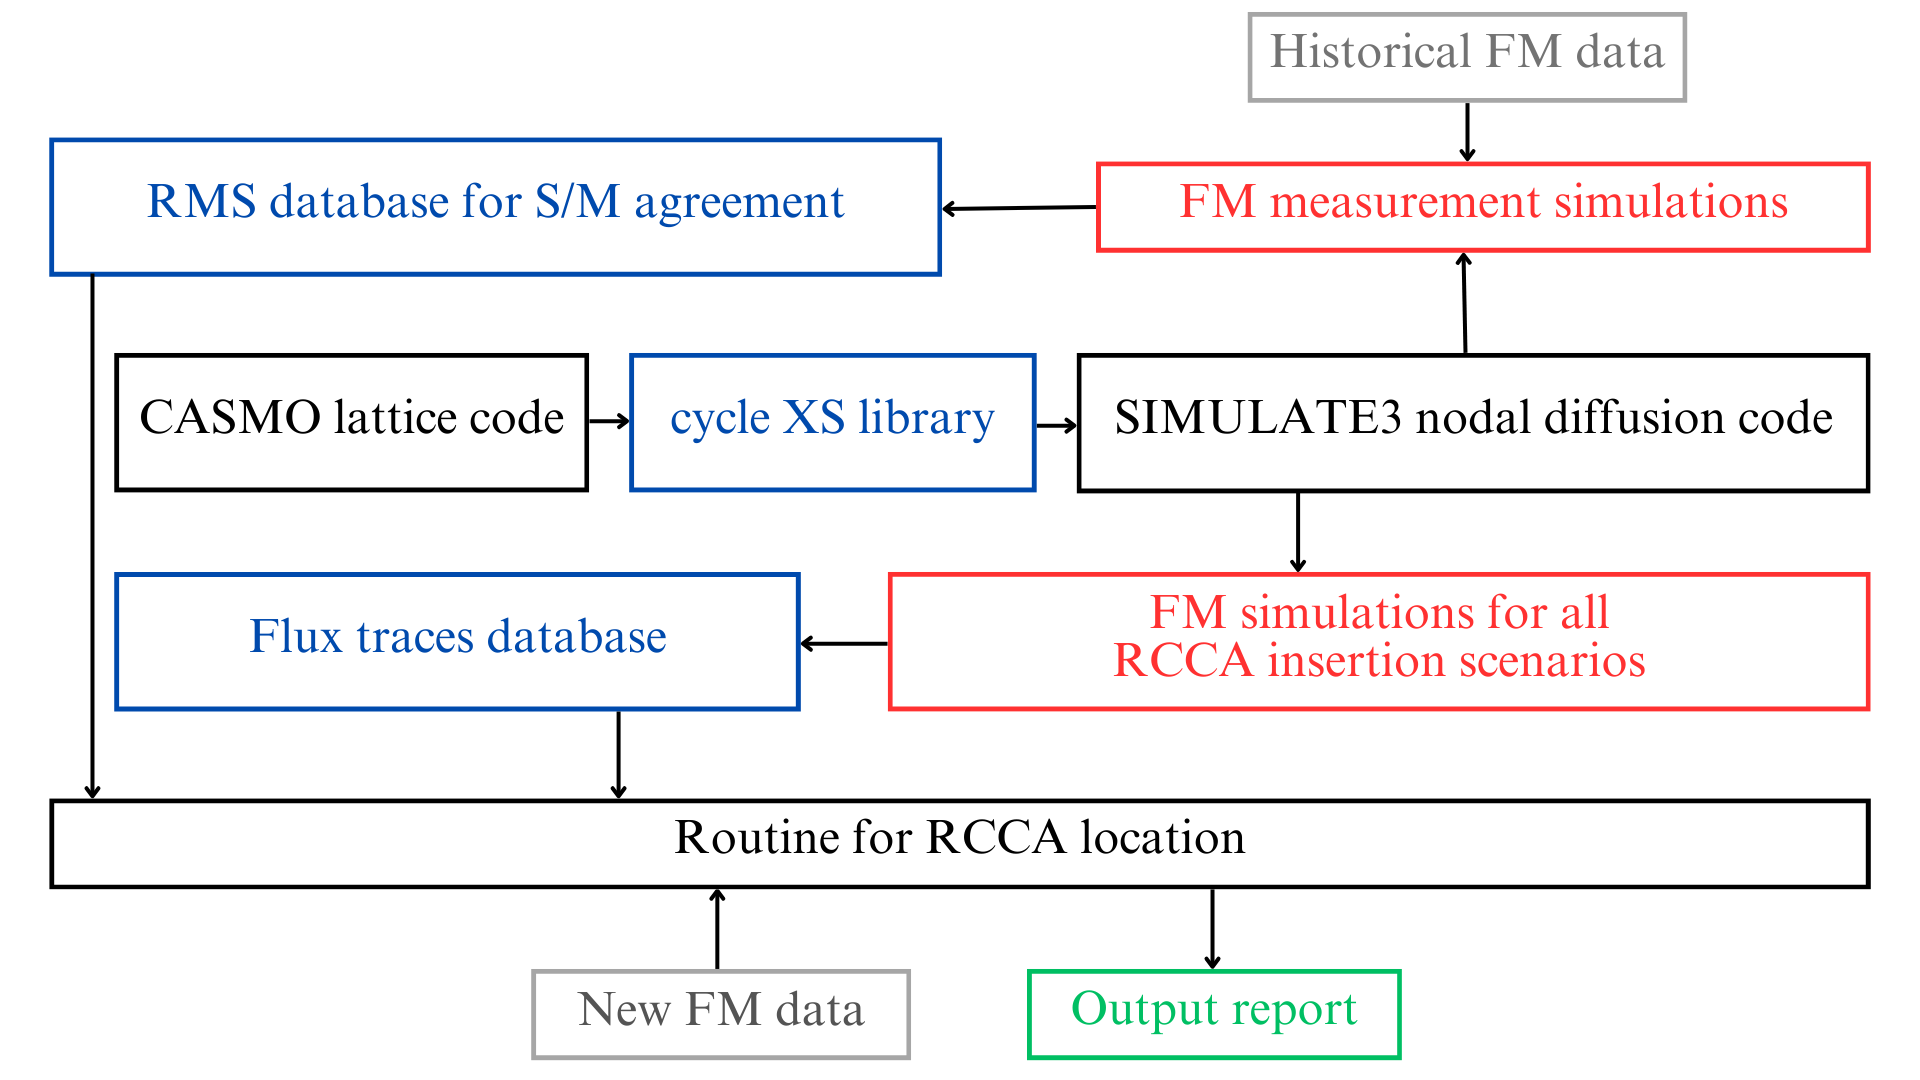 Historical FM data
RMS database for S/M agreement
FM measurement simulations
CASMO lattice code
cycle XS library
SIMULATE3 nodal diffusion code
Flux traces database
FM simulations for all
RCCA insertion scenarios
Routine for RCCA location
New FM data
Output report